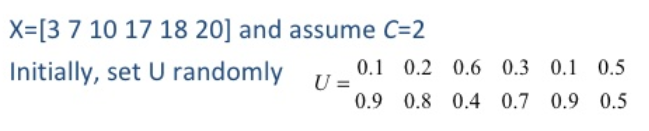 X=[3 7 10 17 18 20] and assume C=2
Initially, set U randomly U = 0.1 0.2 0.6 0.3 0.1 0.5
0.9 0.8 0.4 0.7 0.9 0.5